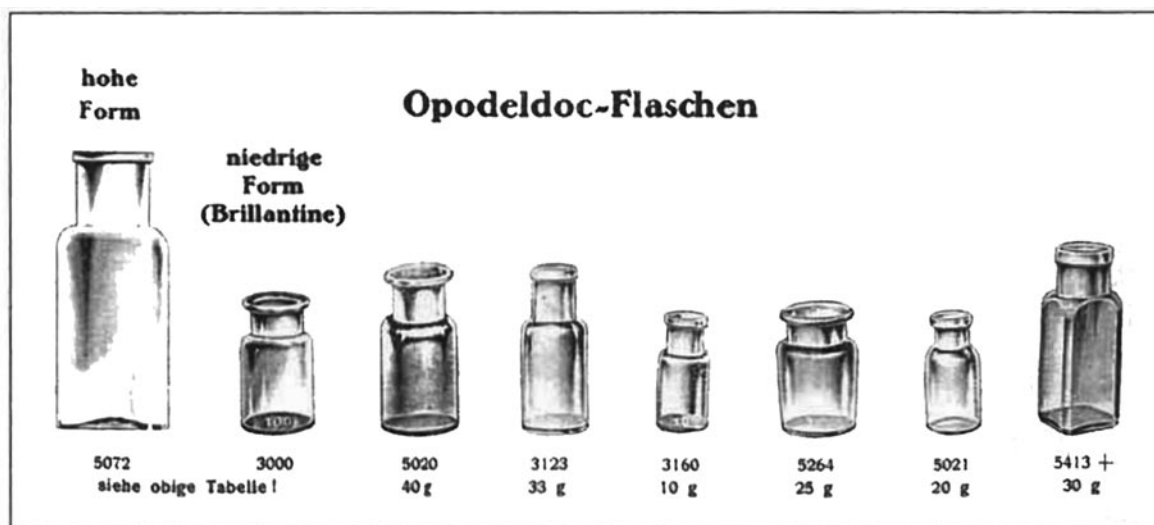 hohe
Form
Opodeldoc-Flaschen
niedrige
Form
(Brillantine)
5072 3000 5020 3123 3160 5264 5021 5413 +
siehe obige Tabelle! 40g 33 g 10 g 25 g 20 g 30 g